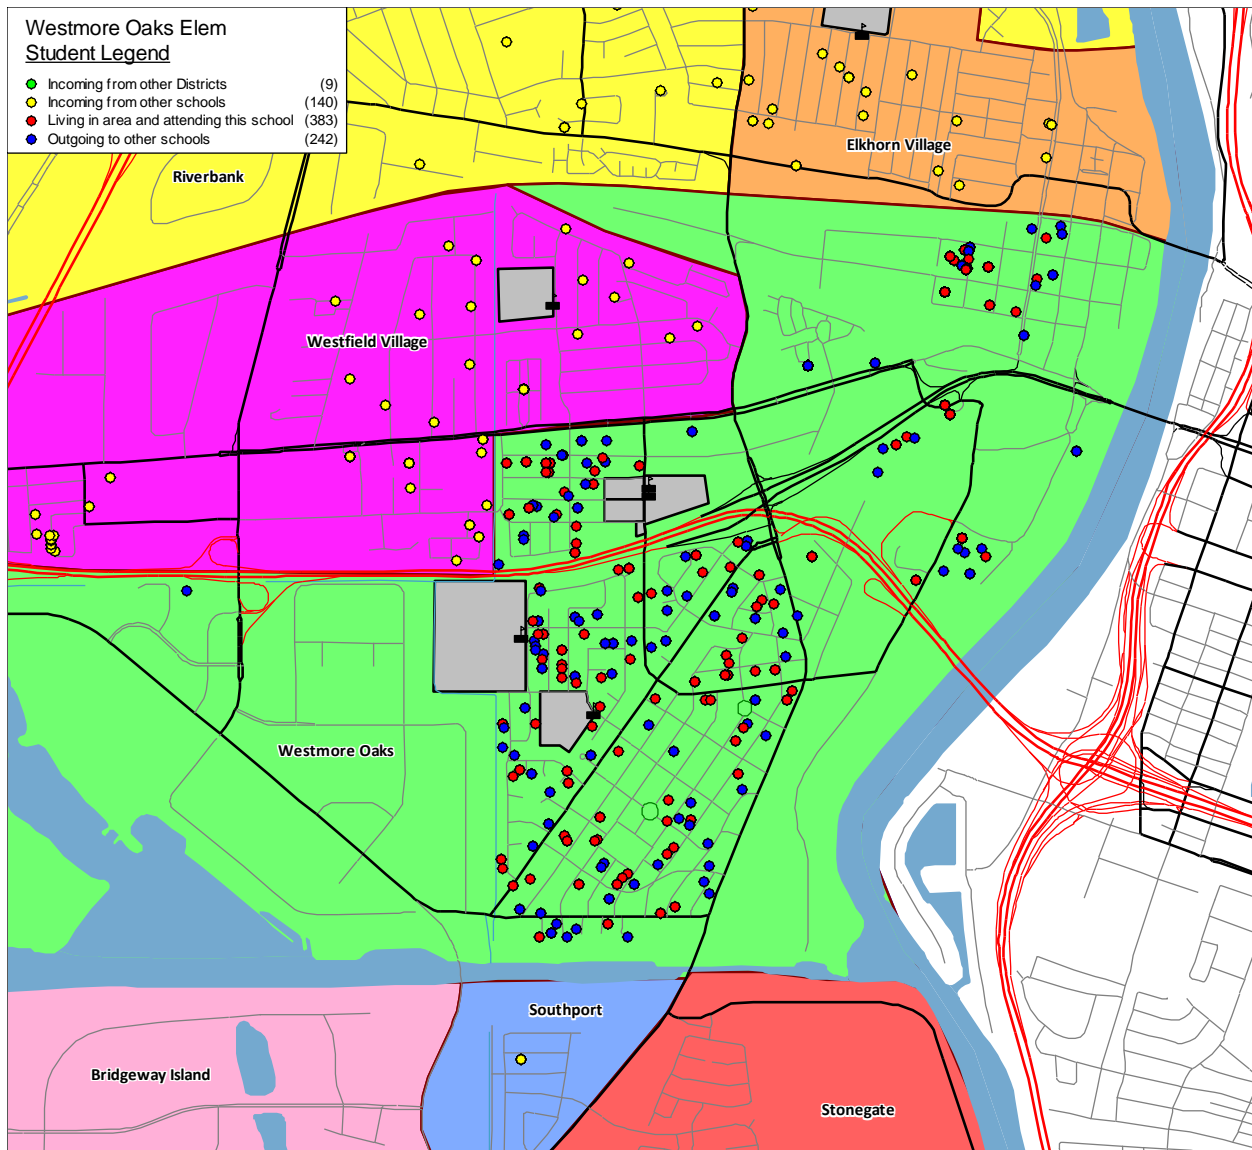 Westmore Oaks Elem
Student Legend
Incoming from other Districts (9)
Incoming from other schools (140)
Living in area and attending this school (383)
Outgoing to other schools (242)
Elkhorn Village
Riverbank
Westfield Village
Westmore Oaks
Southport
Bridgeway Island
Stonegate